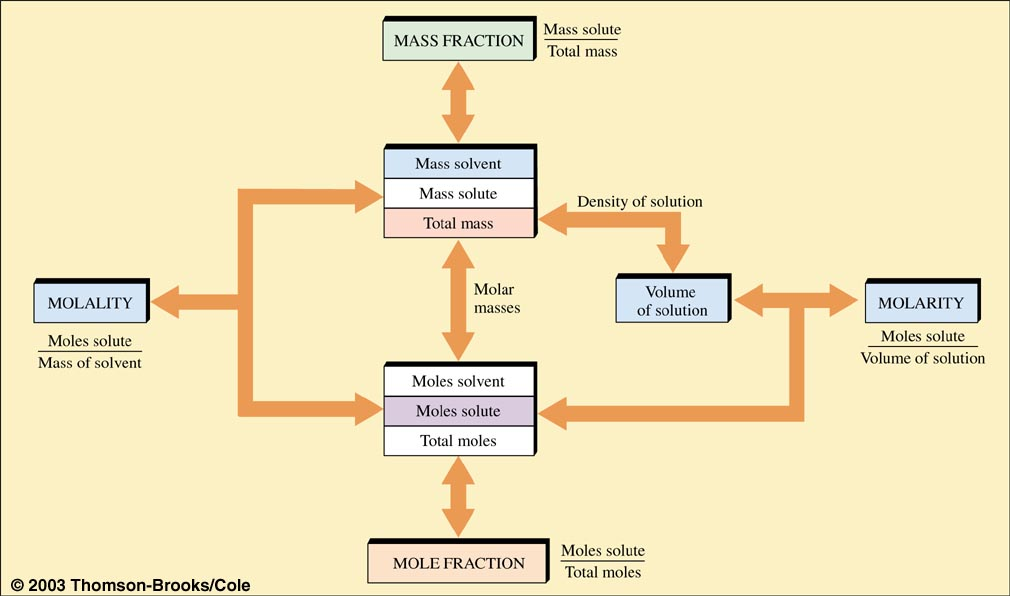 MASS FRACTION
Mass solute
Total mass
Mass solvent
Mass solute
Total mass
Density of solution
Molar
masses
Volume
of solution
MOLALITY
Moles solute
Mass of solvent
MOLARITY
Moles solute
Volume of solution
Moles solvent
Moles solute
Total moles
MOLE FRACTION
Moles solute
Total moles
© 2003 Thomson-Brooks/Cole